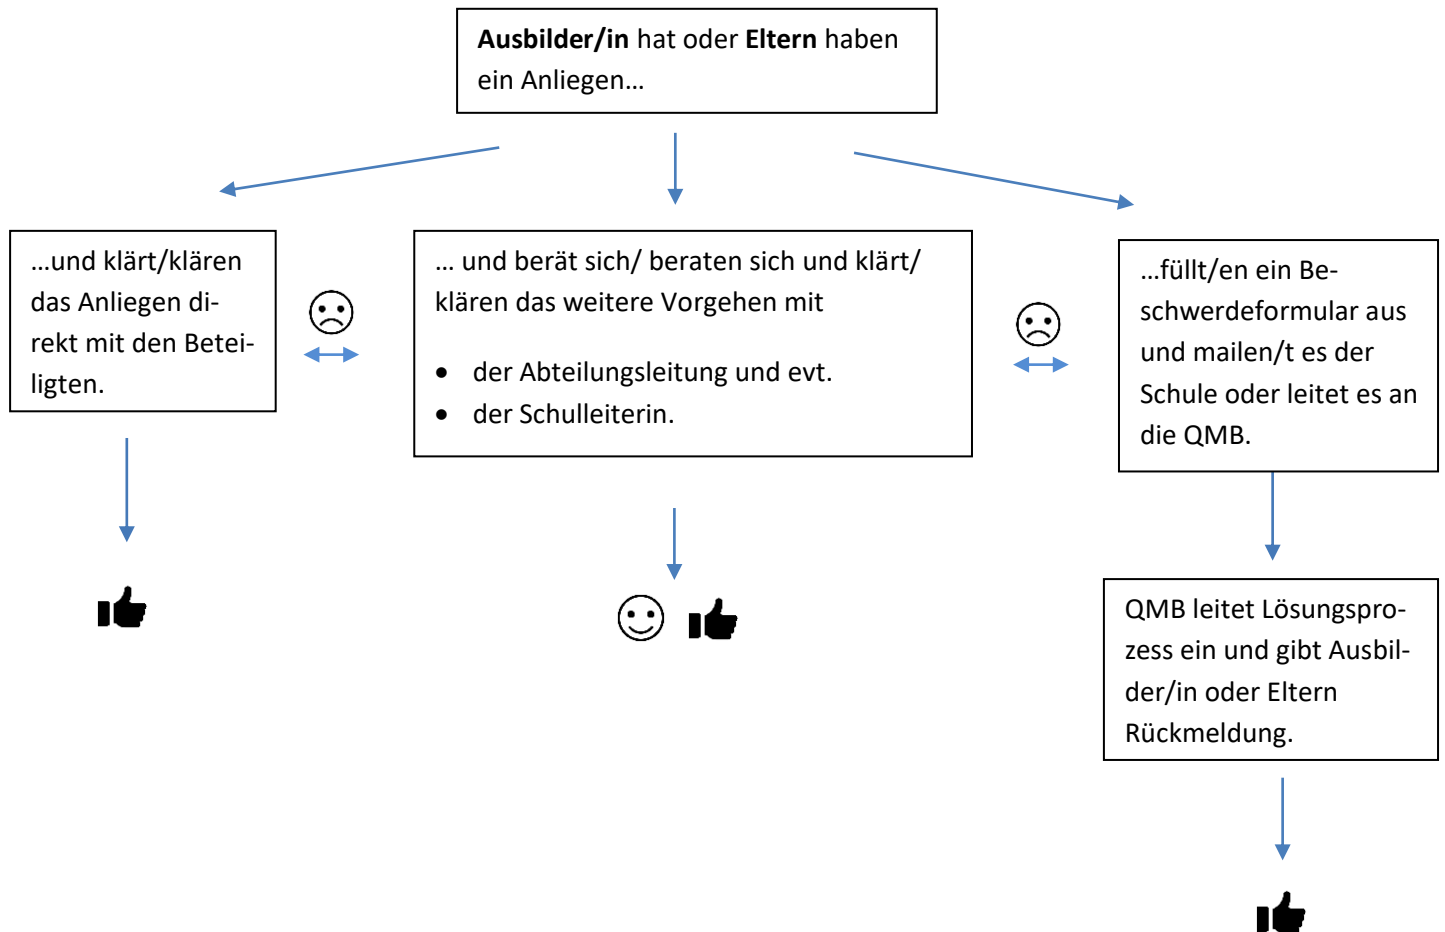 Ausbilder/in hat oder Eltern haben
ein Anliegen…
…und klärt/klären
das Anliegen di-
rekt mit den Betei-
ligten.
… und berät sich/ beraten sich und klärt/
klären das weitere Vorgehen mit
• der Abteilungsleitung und evt.
• der Schulleiterin.
…füllt/en ein Be-
schwerdeformular aus
und mailen/t es der
Schule oder leitet es an
die QMB.
QMB leitet Lösungspro-
zess ein und gibt Ausbil-
der/in oder Eltern
Rückmeldung.